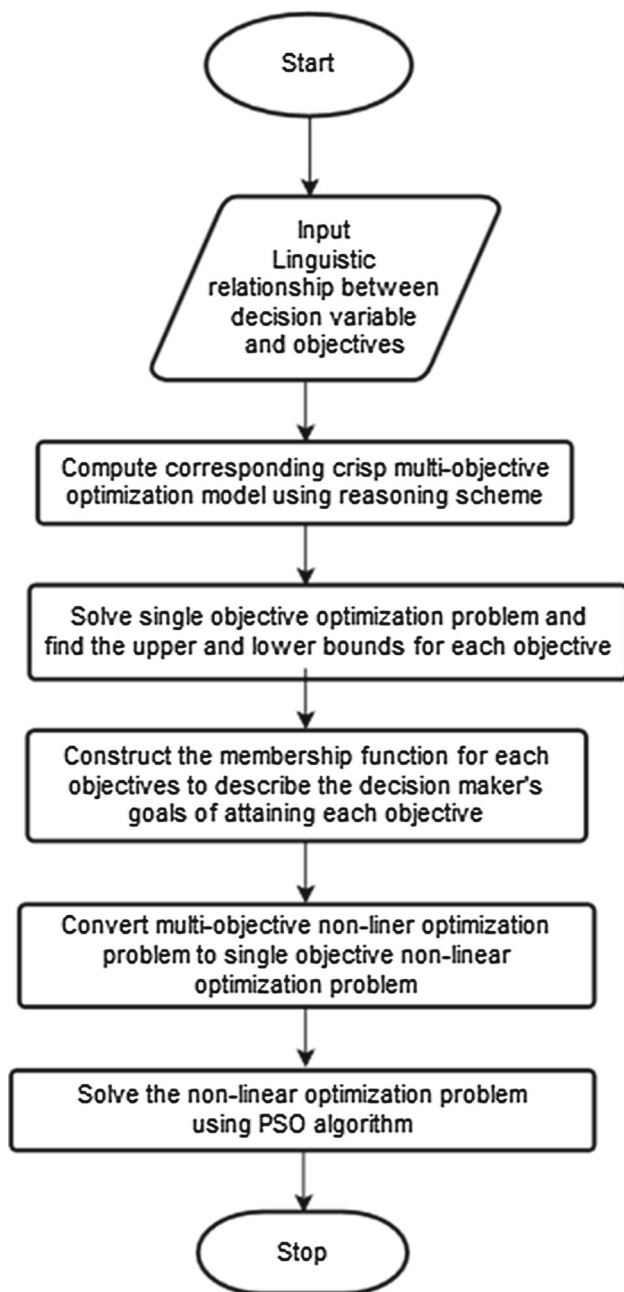 Start
Input
Linguistic
relationship between
decision variable
and objectives
Compute corresponding crisp multi-objective
optimization model using reasoning scheme
Solve single objective optimization problem and
find the upper and lower bounds for each objective
Construct the membership function for each
objectives to describe the decision maker's
goals of attaining each objective
Convert multi-objective non-liner optimization
problem to single objective non-linear
optimization problem
Solve the non-linear optimization problem
using PSO algorithm
Stop